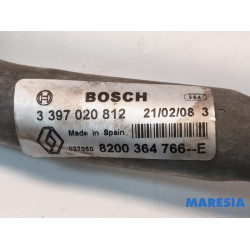 BOSCH
3 397 020 812 21/02/08 3
Made in Spain
037050 8200 364 766--E
MARESIA